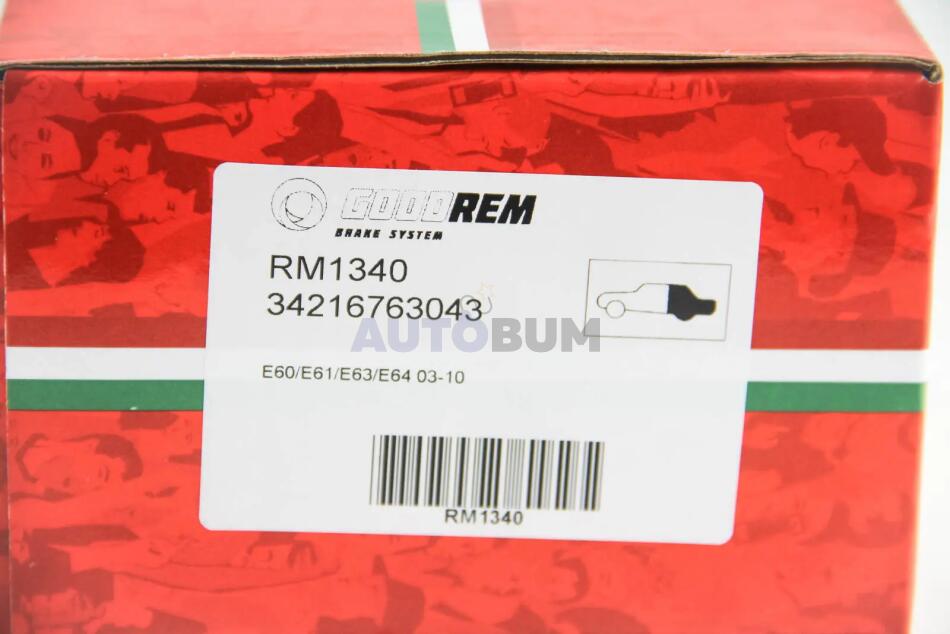 GOODREM
BRAKE SYSTEM
RM1340
34216763043
AUTOBUM
E60/E61/E63/E64 03-10
RM1340